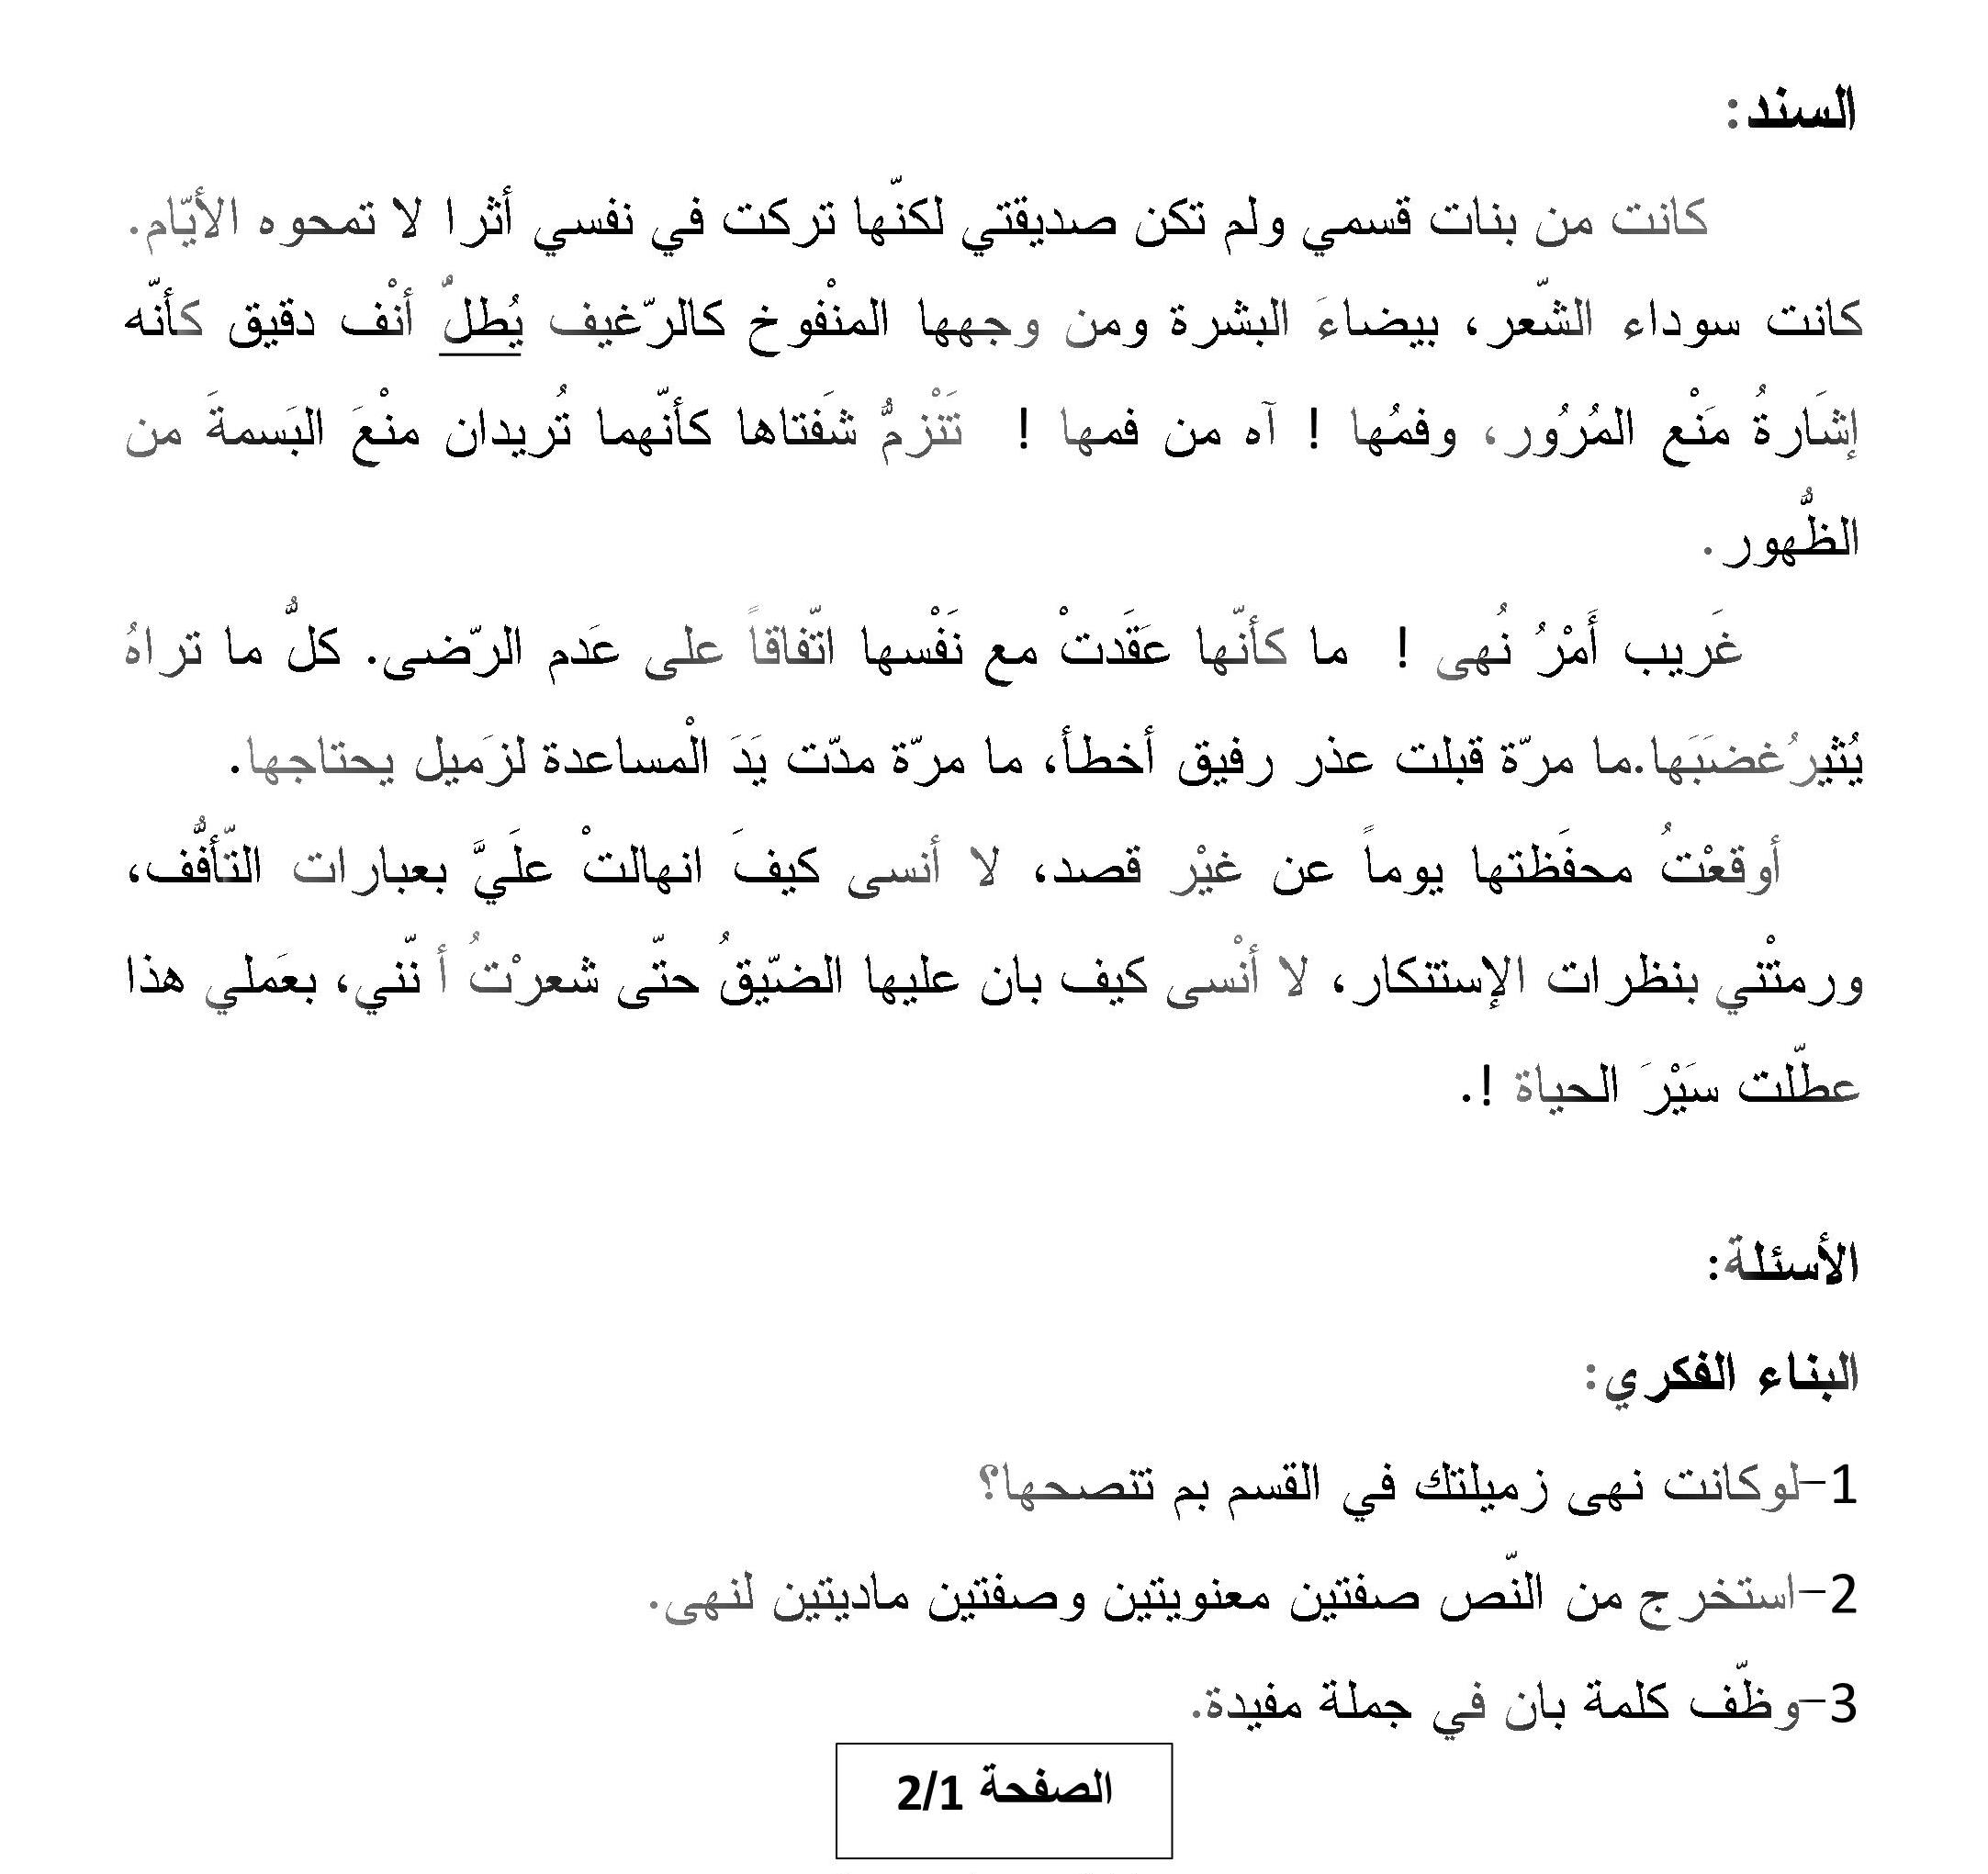 السند:
كانت من بنات قسمي ولم تكن صديقتي لكنّها تركت في نفسي أثرا لا تمحوه الأيّام.
كانت سوداء الشّعر، بيضاءَ البشرة ومن وجهها المنْفوخ كالرّغيف يُطلُّ أنْف دقيق كأنّه
إشَارةُ مَنْع المُرُور، وفمُها ! آه من فمها ! تَنْزمُّ شفَتاها كأنّهما تُريدان منْعَ البَسمةَ من
الظُّهور.
غَريب أَمْرُ نُهى ! ما كأنّها عَقَدتْ مع نَفْسها اتّفاقاً على عَدم الرّضى. كلُّ ما تراهُ
يُثيرُ غضَبَها.ما مرّة قبلت عذر رفيق أخطأ، ما مرّة مدّت يَدَ الْمساعدة لزَميل يحتاجها.
أوقعْتُ محفَظتها يوماً عن غيْر قصد، لا أنسى كيفَ انهالتْ علَيَّ بعبارات التّأفُّف،
ورمتْني بنظرات الإستنكار، لا أنْسى كيف بان عليها الضّيقُ حتّى شعرْتُ أ نّني، بعَملي هذا
عطّلت سَيْرَ الحياة !.
الأسئلة:
البناء الفكري:
1-لوكانت نهى زميلتك في القسم بم تنصحها؟
2-استخرج من النّص صفتين معنويتين وصفتين ماديتين لنهى.
3-وظّف كلمة بان في جملة مفيدة.
الصفحة 2/1